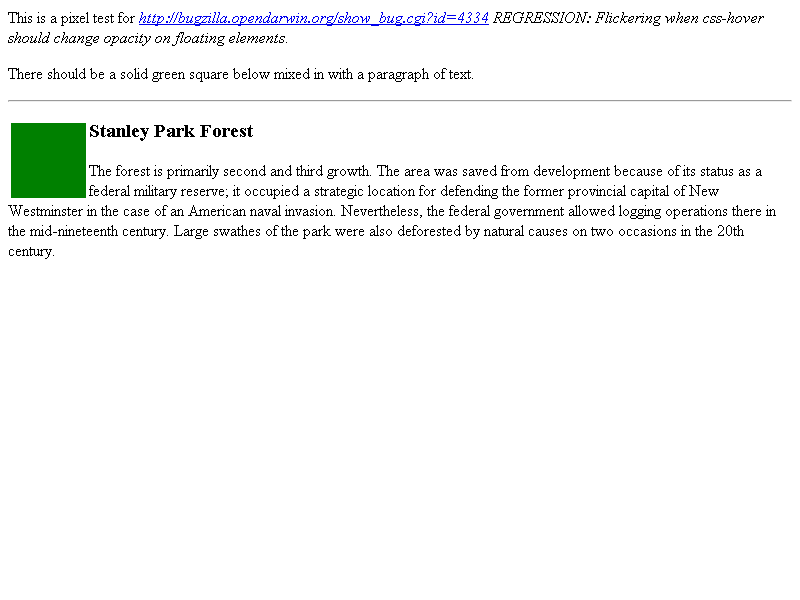 This is a pixel test for http://bugzilla.opendarwin.org/show_bug.cgi?id=4334 REGRESSION: Flickering when css-hover
should change opacity on floating elements.
There should be a solid green square below mixed in with a paragraph of text.
Stanley Park Forest
The forest is primarily second and third growth. The area was saved from development because of its status as a
federal military reserve; it occupied a strategic location for defending the former provincial capital of New
Westminster in the case of an American naval invasion. Nevertheless, the federal government allowed logging operations there in
the mid-nineteenth century. Large swathes of the park were also deforested by natural causes on two occasions in the 20th
century.